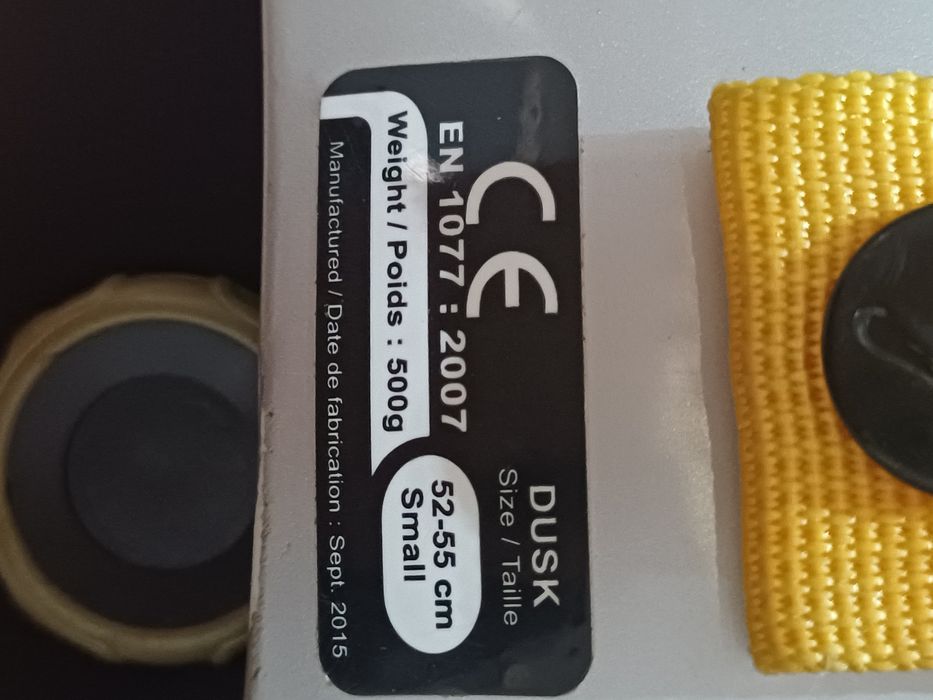 CE
DUSK
Size / Taille
EN 1077 : 2007
52-55 cm
Small
Weight / Poids : 500g
Manufactured / Date de fabrication : Sept. 2015